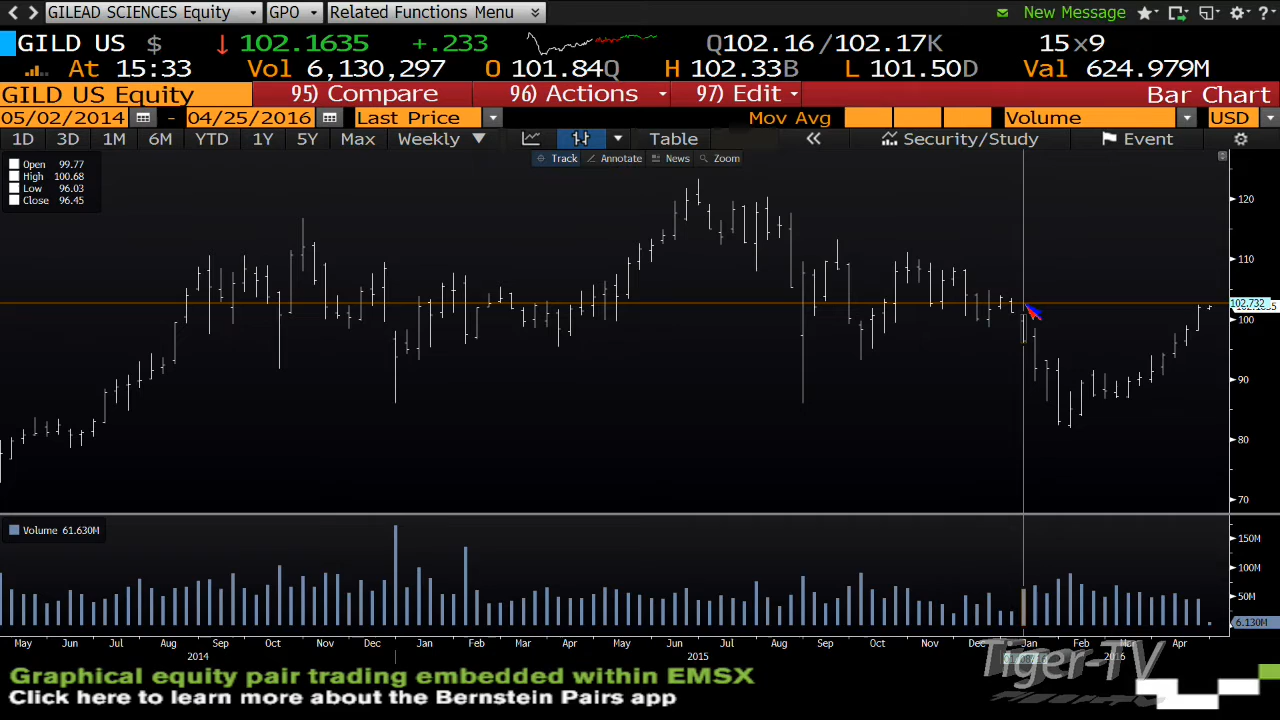 GILEAD SCIENCES Equity GPO Related Functions Menu New Message
GILD US $ 102.1635 +.233 Q102.16 /102.17K 15x9
At 15:33 Vol 6,130,297 O 101.84Q H 102.33B L 101.50D Val 624.979M
GILD US Equity 95) Compare 96) Actions 97) Edit Bar Chart
05/02/2014 - 04/25/2016 Last Price Mov Avg Volume USD
1D 3D 1M 6M YTD 1Y 5Y Max Weekly Table Security/Study Event
Track Annotate News Zoom
Open 99.77
High 100.68
Low 96.03
Close 96.45
120
110
102.732
100
90
80
70
Volume 61.630M
150M
100M
50M
6.130M
May Jun Jul Aug Sep Oct Nov Dec Jan Feb Mar Apr May Jun Jul Aug Sep Oct Nov Dec Jan Feb Mar Apr
2014 2015 2016
Tiger-TV
Graphical equity pair trading embedded within EMSX
Click here to learn more about the Bernstein Pairs app